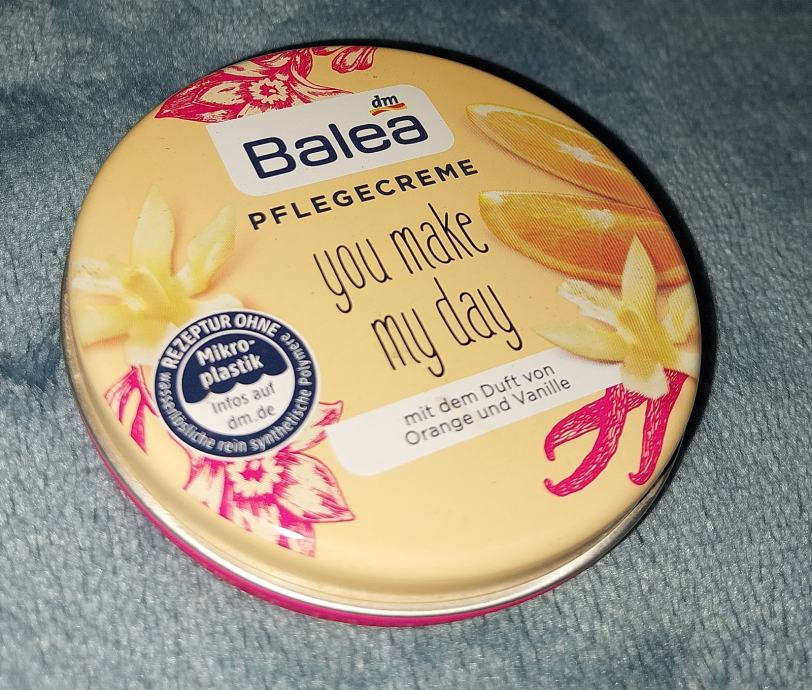 dm
Balea
PFLEGECREME
you make
my day
mit dem Duft von
Orange und Vanille
REZEPTUR OHNE
Mikro-
plastik
Infos auf
dm.de
wasserlösliche rein synthetische Polymere